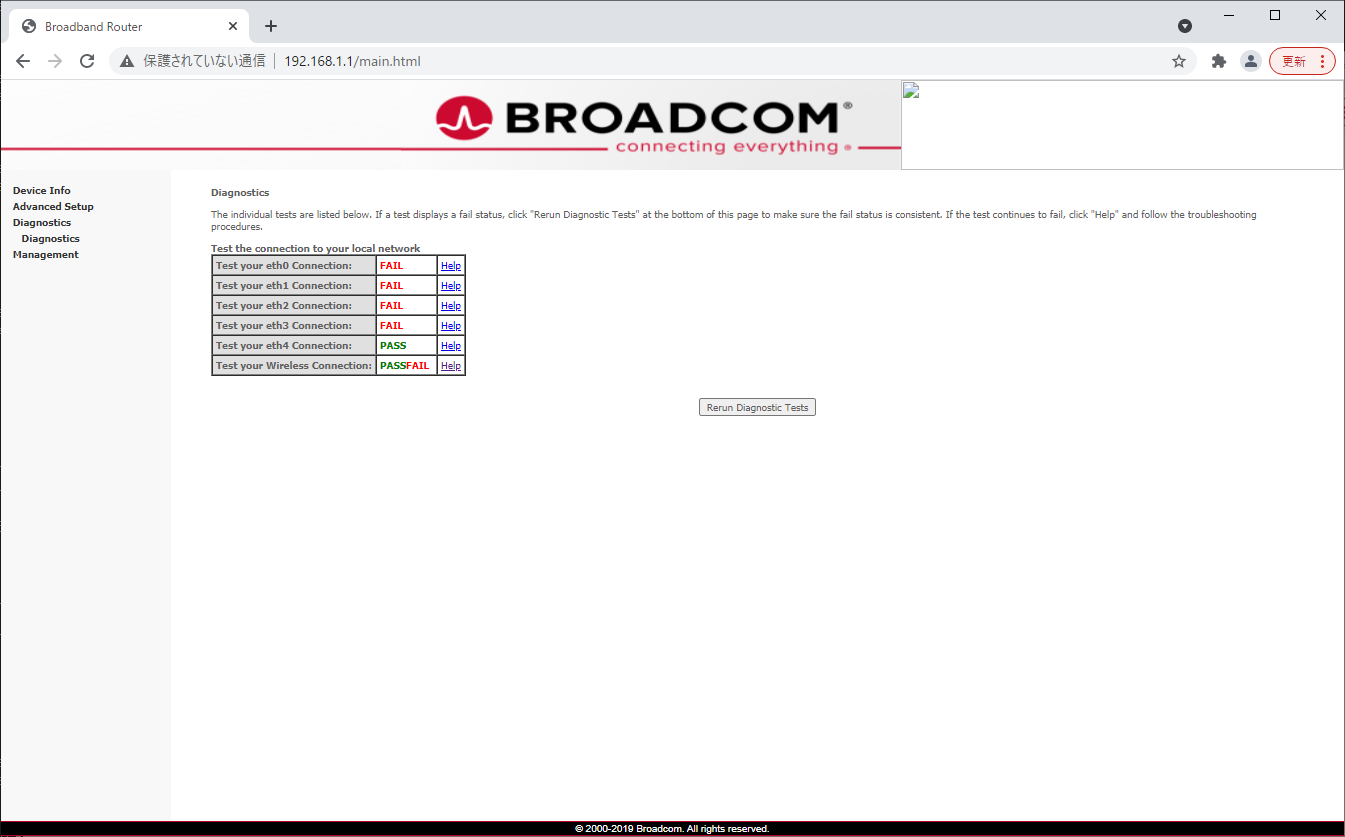 Broadband Router
保護されていない通信 192.168.1.1/main.html
更新
BROADCOM®
connecting everything®
Device Info
Advanced Setup
Diagnostics
Diagnostics
Management
Diagnostics
The individual tests are listed below. If a test displays a fail status, click "Rerun Diagnostic Tests" at the bottom of this page to make sure the fail status is consistent. If the test continues to fail, click "Help" and follow the troubleshooting
procedures.
Test the connection to your local network
Test your eth0 Connection: FAIL Help
Test your eth1 Connection: FAIL Help
Test your eth2 Connection: FAIL Help
Test your eth3 Connection: FAIL Help
Test your eth4 Connection: PASS Help
Test your Wireless Connection: PASSFAIL Help
Rerun Diagnostic Tests
© 2000-2019 Broadcom. All rights reserved.